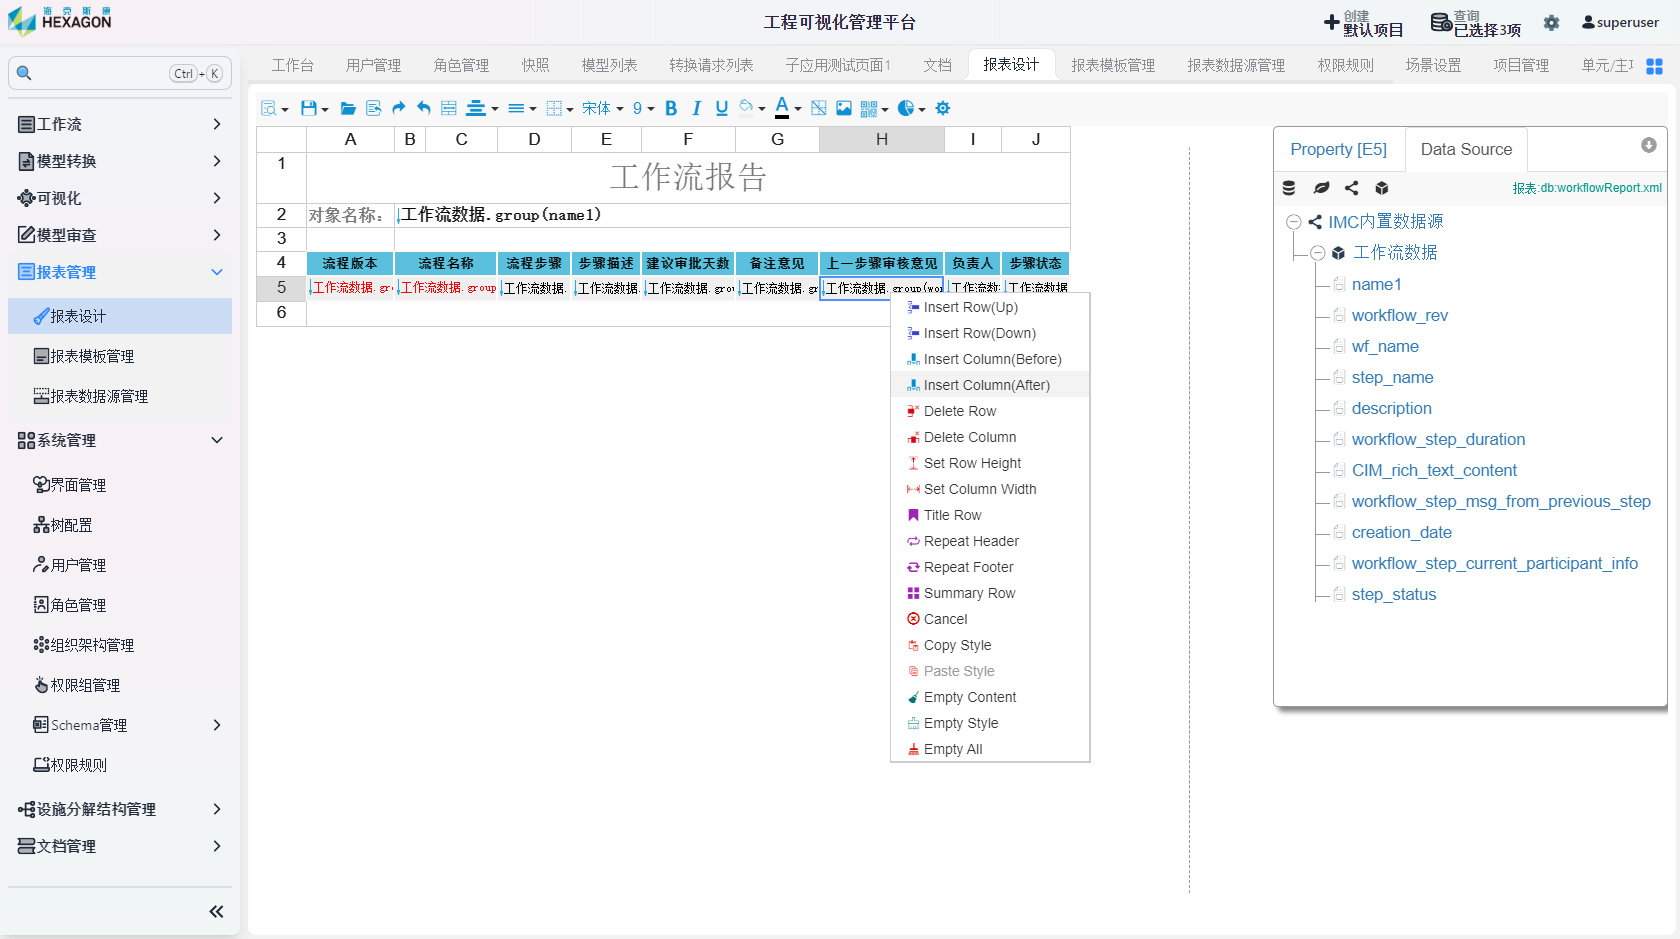 海克斯康
HEXAGON
工程可视化管理平台
创建
默认项目
查询
已选择3项
superuser
Ctrl + K
工作台
用户管理
角色管理
快照
模型列表
转换请求列表
子应用测试页面1
文档
报表设计
报表模板管理
报表数据源管理
权限规则
场景设置
项目管理
单元/主项
工作流
模型转换
可视化
模型审查
报表管理
报表设计
报表模板管理
报表数据源管理
系统管理
界面管理
树配置
用户管理
角色管理
组织架构管理
权限组管理
Schema管理
权限规则
设施分解结构管理
文档管理
宋体
9
B I U A
A B C D E F G H I J
1 工作流报告
2 对象名称: 工作流数据.group(name1)
3
4 流程版本 流程名称 流程步骤 步骤描述 建议审批天数 备注意见 上一步骤审核意见 负责人 步骤状态
5 工作流数据.gr 工作流数据.group 工作流数据. 工作流数据. 工作流数据.gro 工作流数据.gr 工作流数据.group(wo 工作流数 工作流数据
6
Insert Row(Up)
Insert Row(Down)
Insert Column(Before)
Insert Column(After)
Delete Row
Delete Column
Set Row Height
Set Column Width
Title Row
Repeat Header
Repeat Footer
Summary Row
Cancel
Copy Style
Paste Style
Empty Content
Empty Style
Empty All
Property [E5]
Data Source
报表:db:workflowReport.xml
IMC内置数据源
工作流数据
name1
workflow_rev
wf_name
step_name
description
workflow_step_duration
CIM_rich_text_content
workflow_step_msg_from_previous_step
creation_date
workflow_step_current_participant_info
step_status